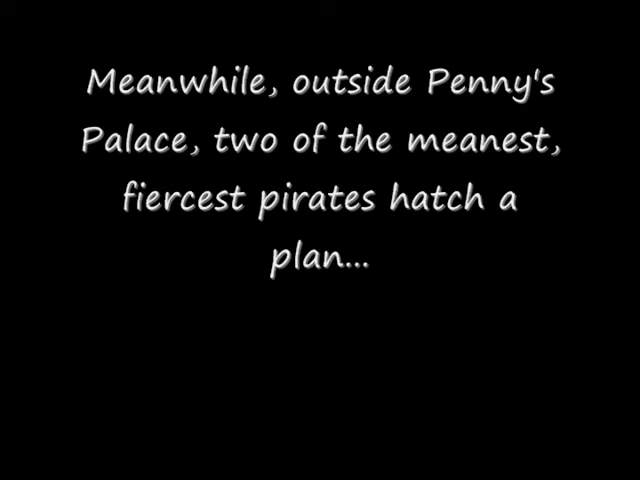 Meanwhile, outside Penny's
Palace, two of the meanest,
fiercest pirates hatch a
plan...